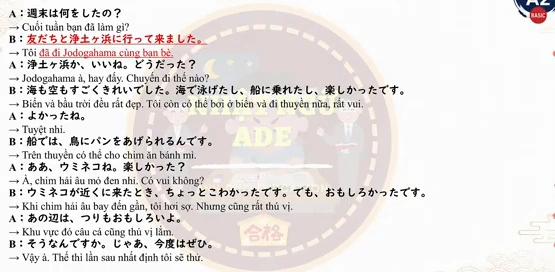 A2
BASIC
A：週末は何をしたの？
→ Cuối tuần bạn đã làm gì?
B：友だちと浄土ヶ浜に行って来ました。
→ Tôi đã đi Jodogahama cùng bạn bè.
A：浄土ヶ浜か、いいね。どうだった？
→ Jodogahama à, hay đấy. Chuyến đi thế nào?
B：海も空もすごくきれいでした。海で泳げたし、船に乗れたし、楽しかったです。
→ Biển và bầu trời đều rất đẹp. Tôi còn có thể bơi ở biển và đi thuyền nữa, rất vui.
A：よかったね。
→ Tuyệt nhỉ.
B：船では、鳥にパンをあげられるんです。
→ Trên thuyền có thể cho chim ăn bánh mì.
A：ああ、ウミネコね。楽しかった？
→ À, chim hải âu mỏ đen nhỉ. Có vui không?
B：ウミネコが近くに来たとき、ちょっとこわかったです。でも、おもしろかったです。
→ Khi chim hải âu bay đến gần, tôi hơi sợ. Nhưng cũng rất thú vị.
A：あの辺は、つりもおもしろいよ。
→ Khu vực đó câu cá cũng thú vị lắm.
B：そうなんですか。じゃあ、今度はぜひ。
→ Vậy à. Thế thì lần sau nhất định tôi sẽ thử.
ADE
合格